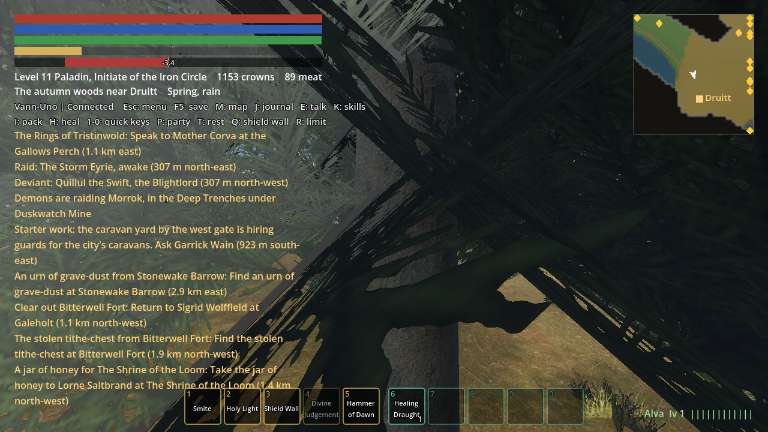 -3.4
Level 11 Paladin, Initiate of the Iron Circle 1153 crowns 89 meat
The autumn woods near Druitt Spring, rain
Vann-Uno | Connected Esc: menu F5: save M: map J: journal E: talk K: skills
I: pack H: heal 1-0: quick keys P: party T: rest Q: shield wall R: limit
The Rings of Tristinwold: Speak to Mother Corva at the
Gallows Perch (1.1 km east)
Raid: The Storm Eyrie, awake (307 m north-east)
Deviant: Quillul the Swift, the Blightlord (307 m north-west)
Demons are raiding Morrok, in the Deep Trenches under
Duskwatch Mine
Starter work: the caravan yard by the west gate is hiring
guards for the city's caravans. Ask Garrick Wain (923 m south-
east)
An urn of grave-dust from Stonewake Barrow: Find an urn of
grave-dust at Stonewake Barrow (2.9 km east)
Clear out Bitterwell Fort: Return to Sigrid Wolffield at
Galeholt (1.1 km north-west)
The stolen tithe-chest from Bitterwell Fort: Find the stolen
tithe-chest at Bitterwell Fort (1.9 km north-west)
A jar of honey for The Shrine of the Loom: Take the jar of
honey to Lorne Saltbrand at The Shrine of the Loom (1.4 km
north-west)
Druitt
1 Smite
2 Holy Light
3 Shield Wall
4 Divine Judgement
5 Hammer of Dawn
6 Healing Draught 1
7
Alva lv 1